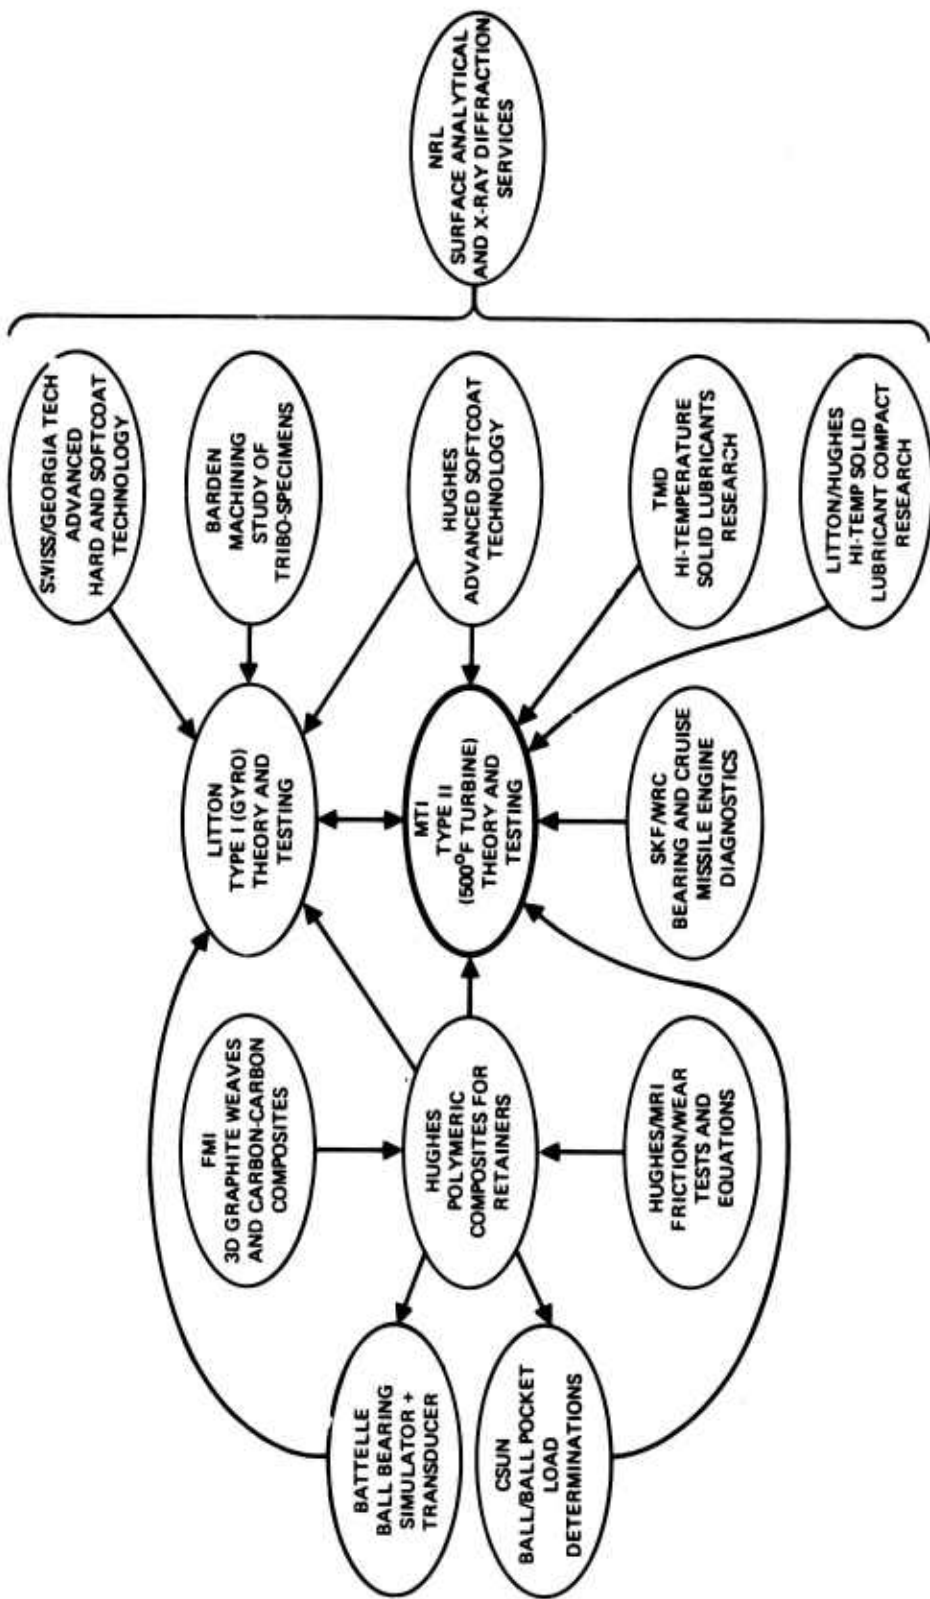 BATTELLE
BALL BEARING
SIMULATOR +
TRANSDUCER
CSUN
BALL/BALL POCKET
LOAD
DETERMINATIONS
FMI
3D GRAPHITE WEAVES
AND CARBON-CARBON
COMPOSITES
HUGHES
POLYMERIC
COMPOSITES FOR
RETAINERS
HUGHES/MRI
FRICTION/WEAR
TESTS AND
EQUATIONS
LITTON
TYPE I (GYRO)
THEORY AND
TESTING
MTI
TYPE II
(500°F TURBINE)
THEORY AND
TESTING
SKF/WRC
BEARING AND CRUISE
MISSILE ENGINE
DIAGNOSTICS
SWISS/GEORGIA TECH
ADVANCED
HARD AND SOFTCOAT
TECHNOLOGY
BARDEN
MACHINING
STUDY OF
TRIBO-SPECIMENS
HUGHES
ADVANCED SOFTCOAT
TECHNOLOGY
TMD
HI-TEMPERATURE
SOLID LUBRICANTS
RESEARCH
LITTON/HUGHES
HI-TEMP SOLID
LUBRICANT COMPACT
RESEARCH
NRL
SURFACE ANALYTICAL
AND X-RAY DIFFRACTION
SERVICES